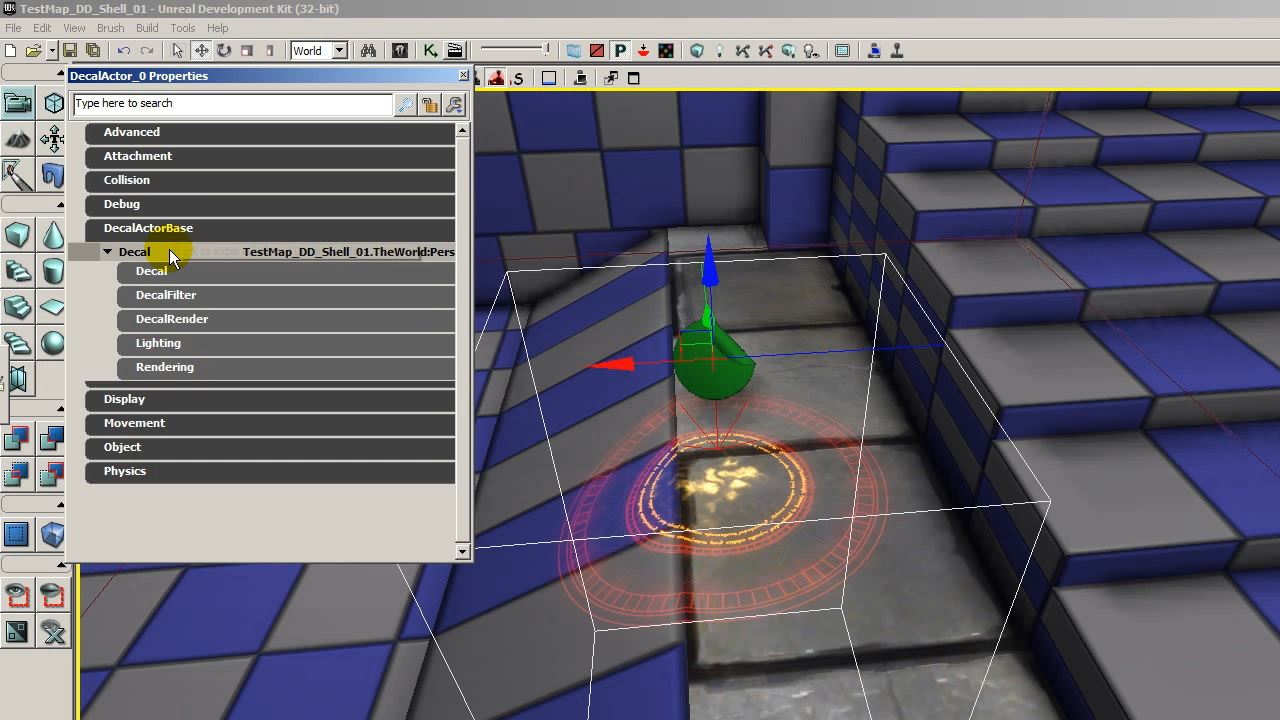 TestMap_DD_Shell_01 - Unreal Development Kit (32-bit)
File Edit View Brush Build Tools Help
World
DecalActor_0 Properties
Type here to search
Advanced
Attachment
Collision
Debug
DecalActorBase
Decal TestMap_DD_Shell_01.TheWorld:Pers
Decal
DecalFilter
DecalRender
Lighting
Rendering
Display
Movement
Object
Physics